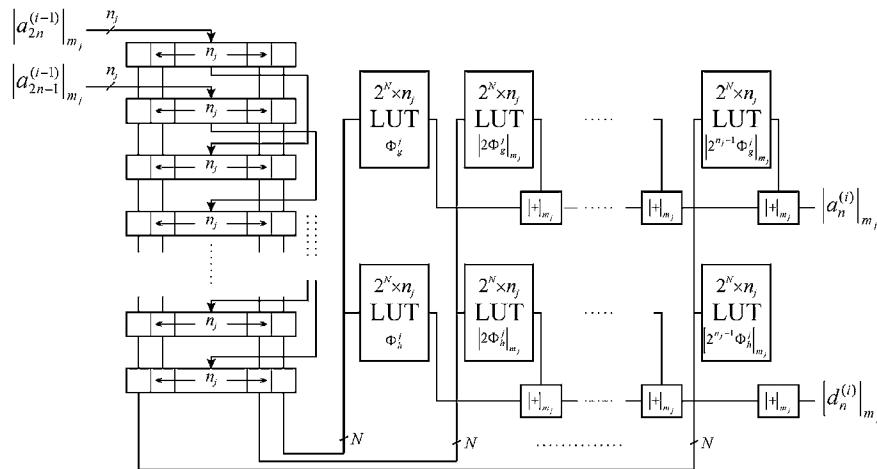 |a_{2n}^{(i-1)}|_{m_j} n_j
|a_{2n-1}^{(i-1)}|_{m_j} n_j
n_j
n_j
n_j
n_j
n_j
n_j
2^N×n_j LUT Φ_g^j
2^N×n_j LUT |2Φ_g^j|_{m_j}
2^N×n_j LUT |2^{n_j-1}Φ_g^j|_{m_j}
|+|_{m_j} |+|_{m_j} |+|_{m_j} |a_n^{(i)}|_{m_j}
2^N×n_j LUT Φ_h^j
2^N×n_j LUT |2Φ_h^j|_{m_j}
2^N×n_j LUT |2^{n_j-1}Φ_h^j|_{m_j}
|+|_{m_j} |+|_{m_j} |+|_{m_j} |d_n^{(i)}|_{m_j}
N N N